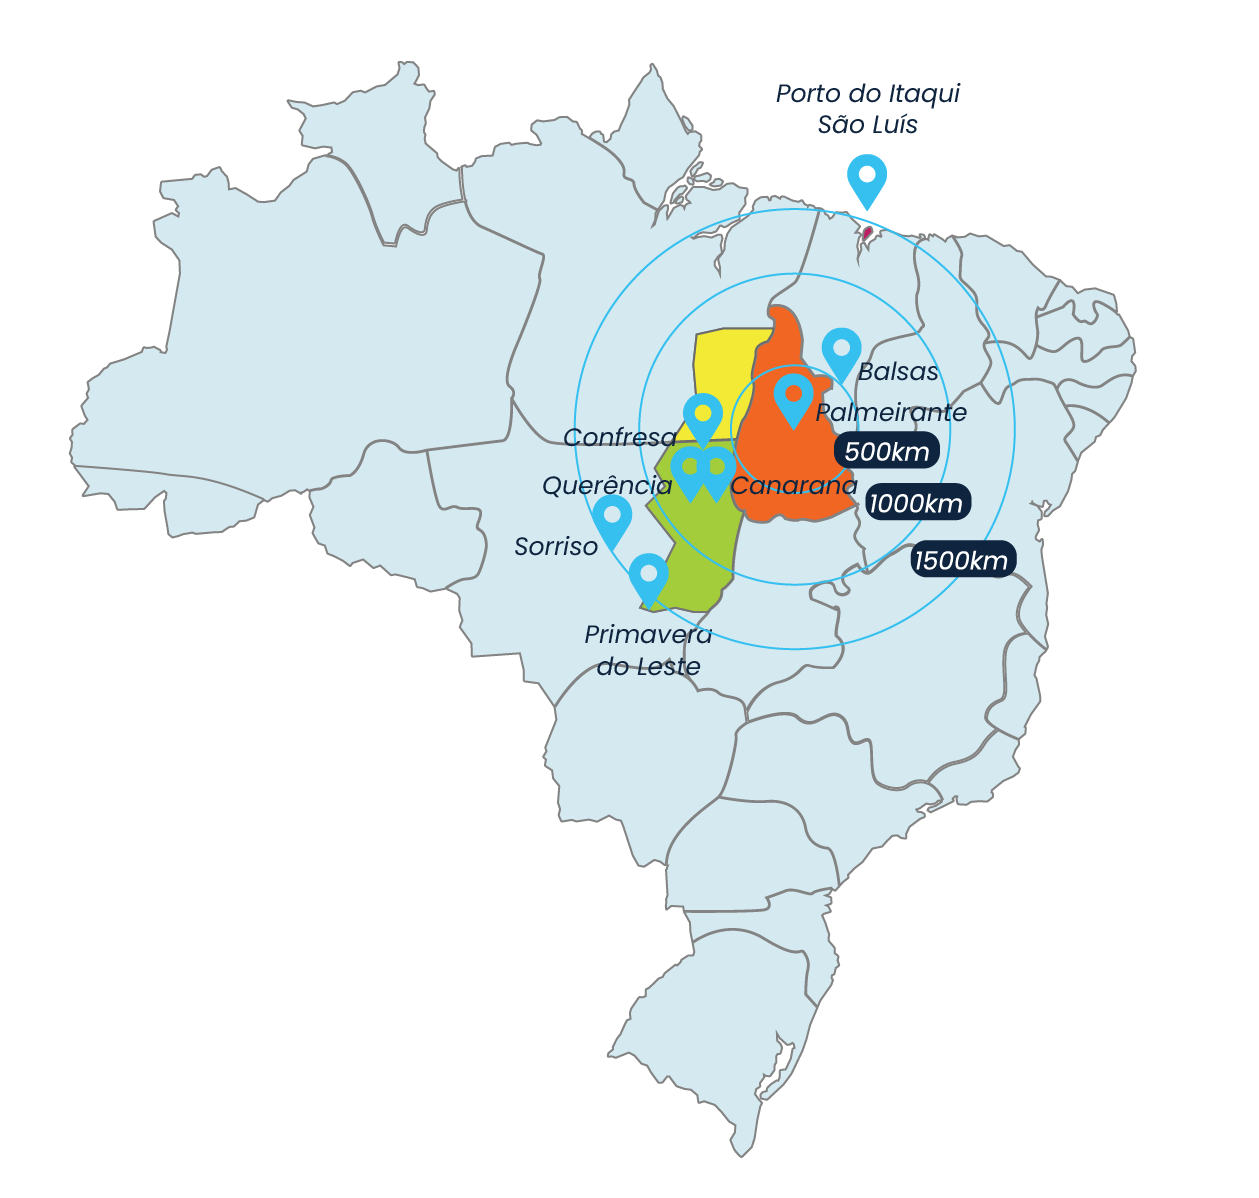 Porto do Itaqui
São Luís
Balsas
Palmeirante
Confresa
500km
Querência
Canarana
1000km
Sorriso
1500km
Primavera
do Leste